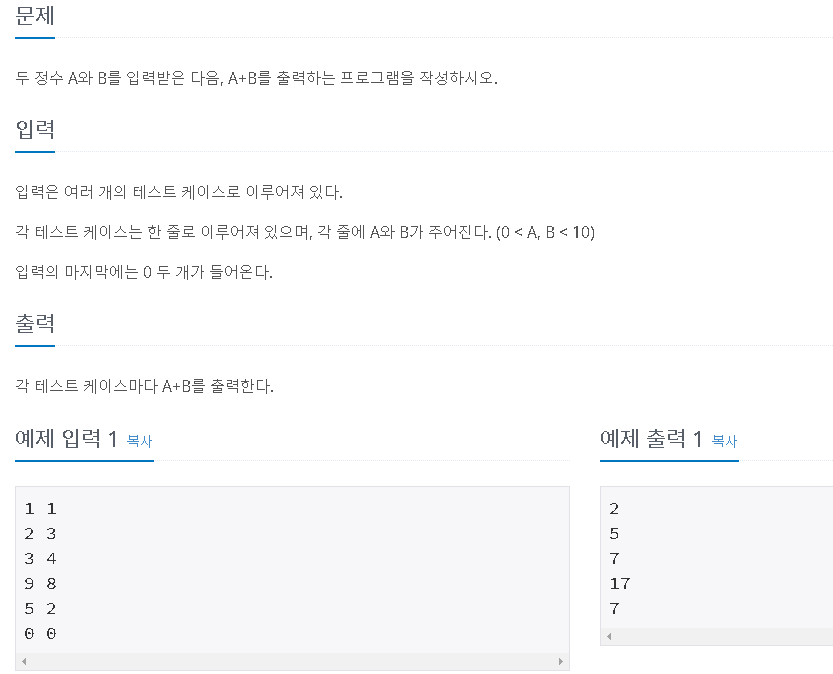 문제
두 정수 A와 B를 입력받은 다음, A+B를 출력하는 프로그램을 작성하시오.
입력
입력은 여러 개의 테스트 케이스로 이루어져 있다.
각 테스트 케이스는 한 줄로 이루어져 있으며, 각 줄에 A와 B가 주어진다. (0 < A, B < 10)
입력의 마지막에는 0 두 개가 들어온다.
출력
각 테스트 케이스마다 A+B를 출력한다.
예제 입력 1 복사
1 1
2 3
3 4
9 8
5 2
0 0
예제 출력 1 복사
2
5
7
17
7